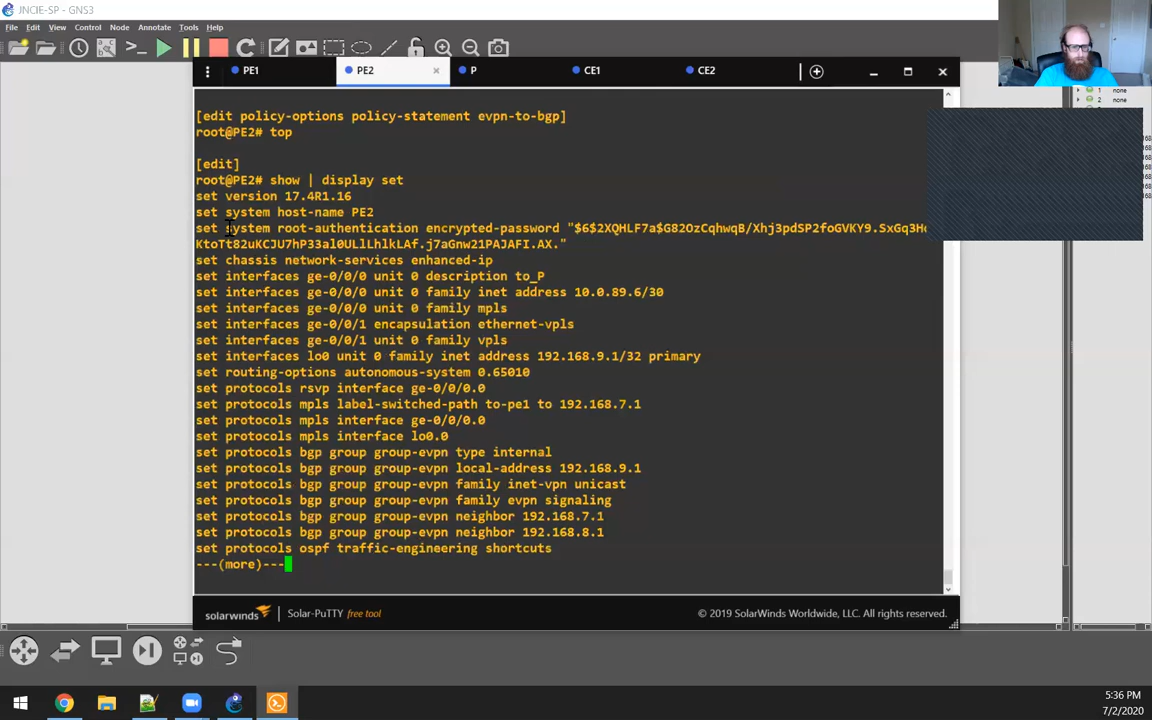 JNCIE-SP - GNS3
File Edit View Control Node Annotate Tools Help
PE1 PE2 P CE1 CE2
1 none
2 none
[edit policy-options policy-statement evpn-to-bgp]
root@PE2# top
[edit]
root@PE2# show | display set
set version 17.4R1.16
set system host-name PE2
set system root-authentication encrypted-password "$6$2XQHLF7a$G82OzCqhwqB/Xhj3pdSP2foGVKY9.SxGq3H
KtoTt82uKCJU7hP33al0ULlLhlkLAf.j7aGnw21PAJAFI.AX."
set chassis network-services enhanced-ip
set interfaces ge-0/0/0 unit 0 description to_P
set interfaces ge-0/0/0 unit 0 family inet address 10.0.89.6/30
set interfaces ge-0/0/0 unit 0 family mpls
set interfaces ge-0/0/1 encapsulation ethernet-vpls
set interfaces ge-0/0/1 unit 0 family vpls
set interfaces lo0 unit 0 family inet address 192.168.9.1/32 primary
set routing-options autonomous-system 0.65010
set protocols rsvp interface ge-0/0/0.0
set protocols mpls label-switched-path to-pe1 to 192.168.7.1
set protocols mpls interface ge-0/0/0.0
set protocols mpls interface lo0.0
set protocols bgp group group-evpn type internal
set protocols bgp group group-evpn local-address 192.168.9.1
set protocols bgp group group-evpn family inet-vpn unicast
set protocols bgp group group-evpn family evpn signaling
set protocols bgp group group-evpn neighbor 192.168.7.1
set protocols bgp group group-evpn neighbor 192.168.8.1
set protocols ospf traffic-engineering shortcuts
---(more)---
solarwinds Solar-PuTTY free tool © 2019 SolarWinds Worldwide, LLC. All rights reserved.
5:36 PM
7/2/2020